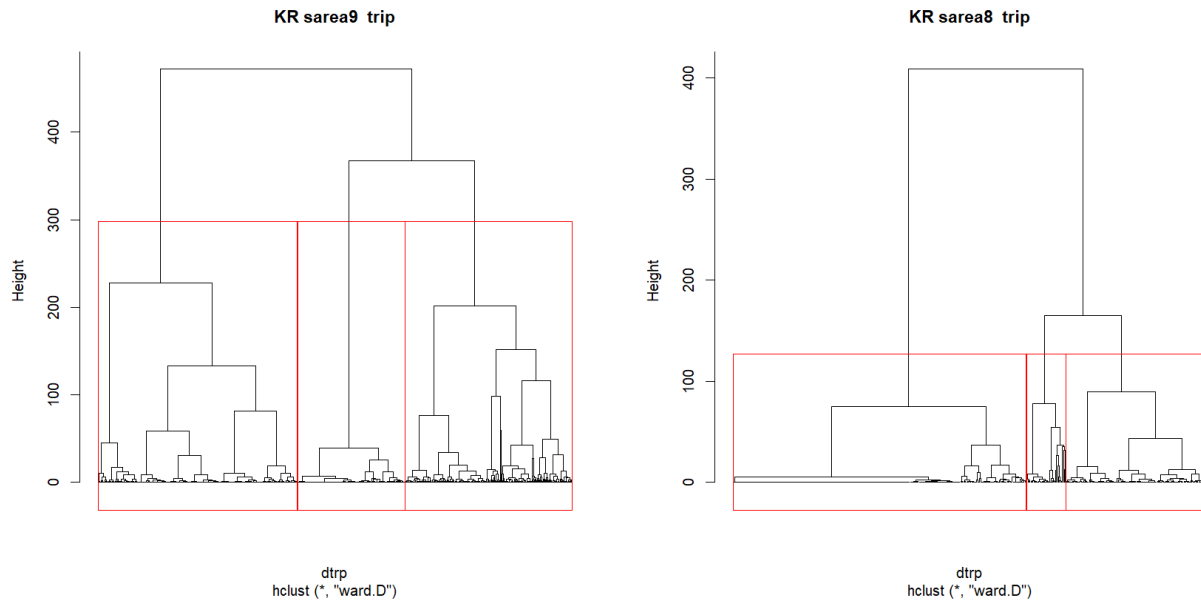 KR sarea9  trip
Height
400
300
200
100
0
dtrp
hclust (*, "ward.D")
KR sarea8  trip
Height
400
300
200
100
0
dtrp
hclust (*, "ward.D")